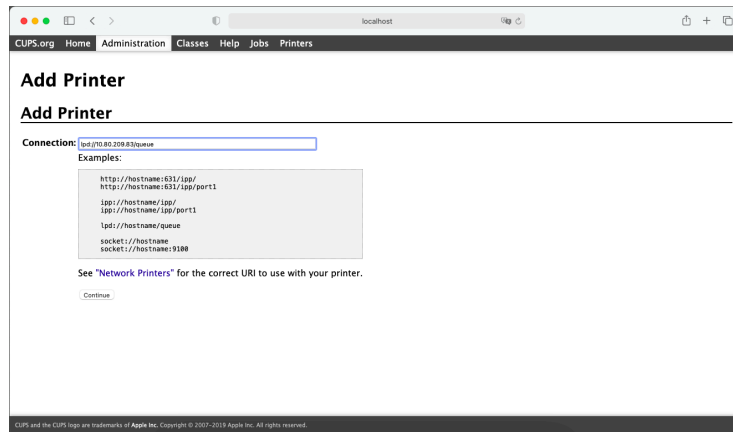 localhost
CUPS.org Home Administration Classes Help Jobs Printers
Add Printer
Add Printer
Connection: lpd://10.80.209.83/queue
Examples:
http://hostname:631/ipp/
http://hostname:631/ipp/port1
ipp://hostname/ipp/
ipp://hostname/ipp/port1
lpd://hostname/queue
socket://hostname
socket://hostname:9100
See "Network Printers" for the correct URI to use with your printer.
Continue
CUPS and the CUPS logo are trademarks of Apple Inc. Copyright © 2007-2019 Apple Inc. All rights reserved.